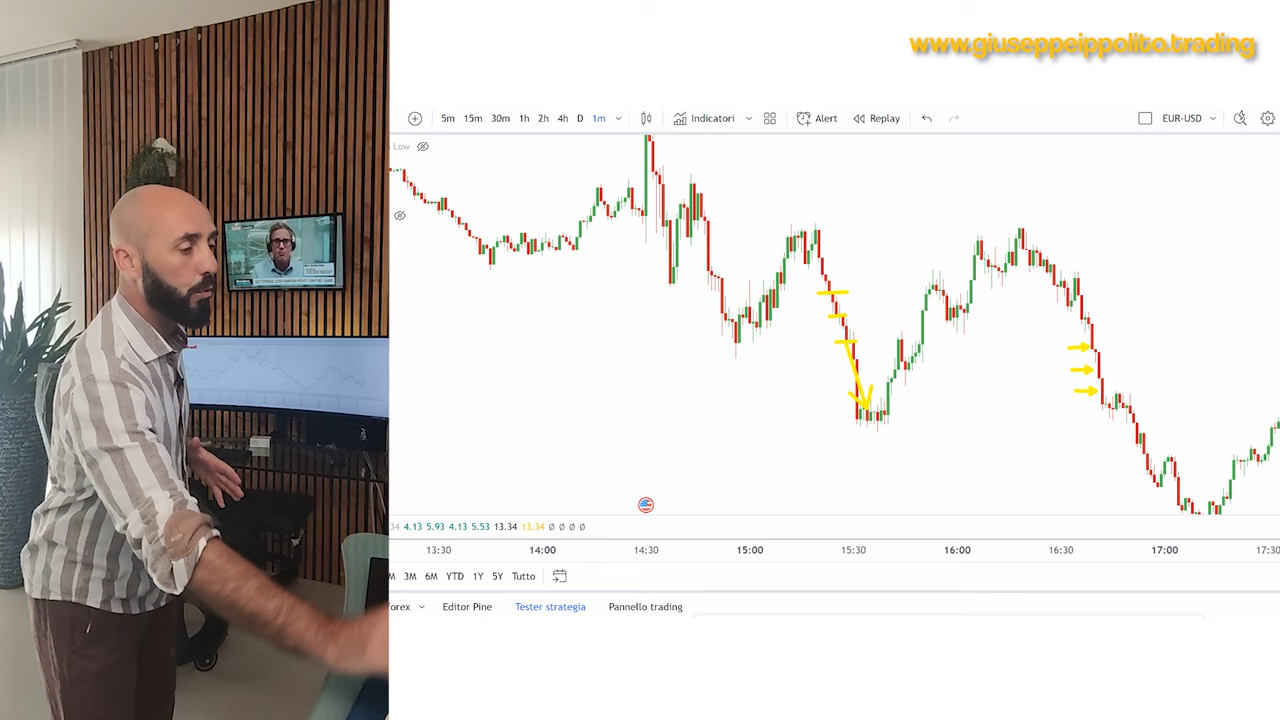 www.giuseppeippolito.trading
5m 15m 30m 1h 2h 4h D 1m Indicatori Alert Replay EUR-USD
Low
34 4.13 5.93 4.13 5.53 13.34 13.34 Ø Ø Ø Ø
13:30 14:00 14:30 15:00 15:30 16:00 16:30 17:00 17:30
M 3M 6M YTD 1Y 5Y Tutto
orex Editor Pine Tester strategia Pannello trading